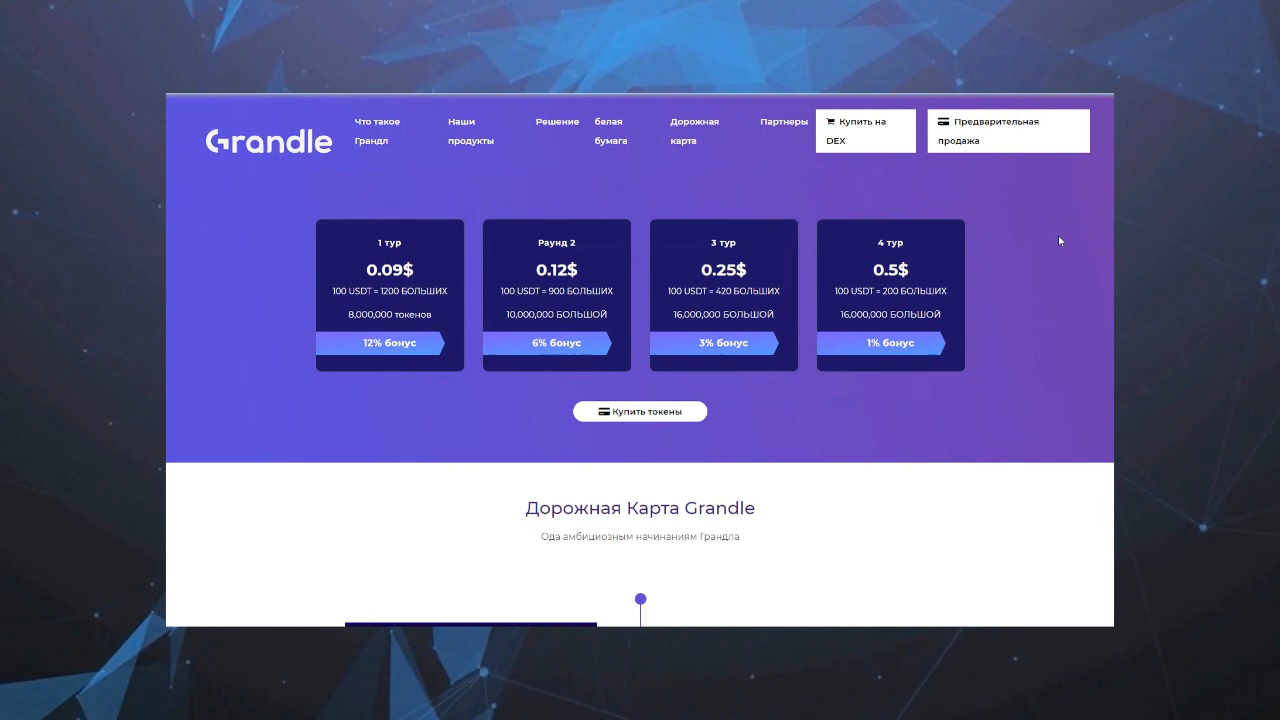 Grandle
Что такое
Грандл
Наши
продукты
Решение
белая
бумага
Дорожная
карта
Партнеры
Купить на
DEX
Предварительная
продажа
1 тур
0.09$
100 USDT = 1200 БОЛЬШИХ
8,000,000 токенов
12% бонус
Раунд 2
0.12$
100 USDT = 900 БОЛЬШИХ
10,000,000 БОЛЬШОЙ
6% бонус
3 тур
0.25$
100 USDT = 420 БОЛЬШИХ
16,000,000 БОЛЬШОЙ
3% бонус
4 тур
0.5$
100 USDT = 200 БОЛЬШИХ
16,000,000 БОЛЬШОЙ
1% бонус
Купить токены
Дорожная Карта Grandle
Ода амбициозным начинаниям Грандла